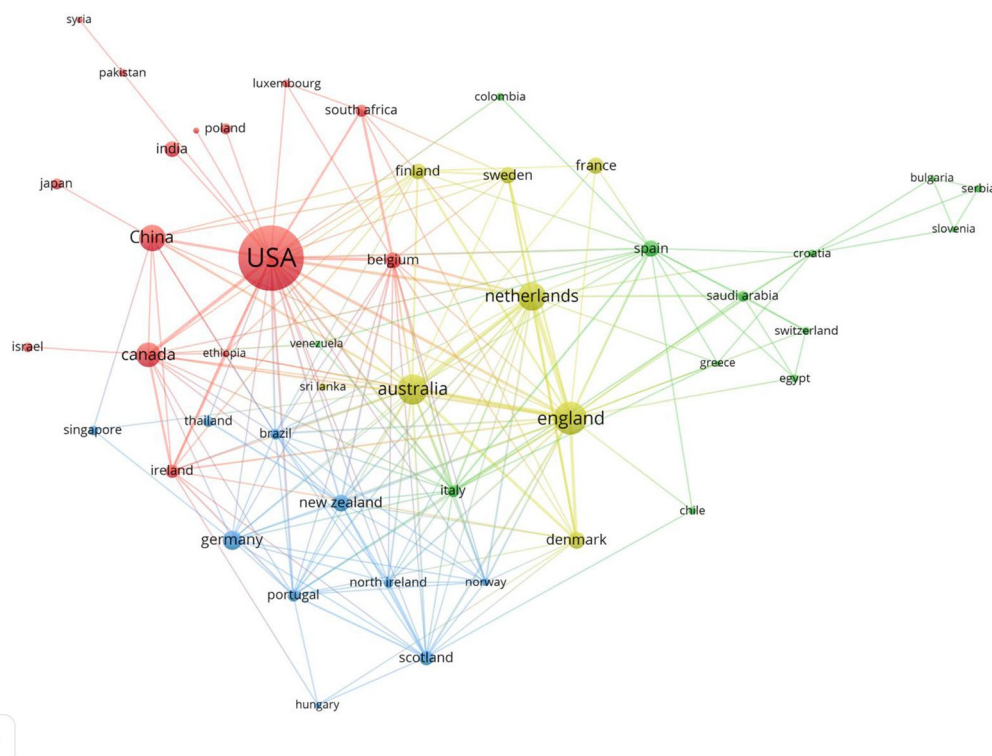 syria
pakistan
luxembourg
south africa
colombia
poland
india
finland
sweden
france
japan
bulgaria
serbia
slovenia
China
USA
belgium
spain
croatia
netherlands
saudi arabia
switzerland
israel
canada
ethiopia
venezuela
greece
egypt
sri lanka
australia
england
singapore
thailand
brazil
ireland
italy
new zealand
chile
germany
denmark
north ireland
norway
portugal
scotland
hungary